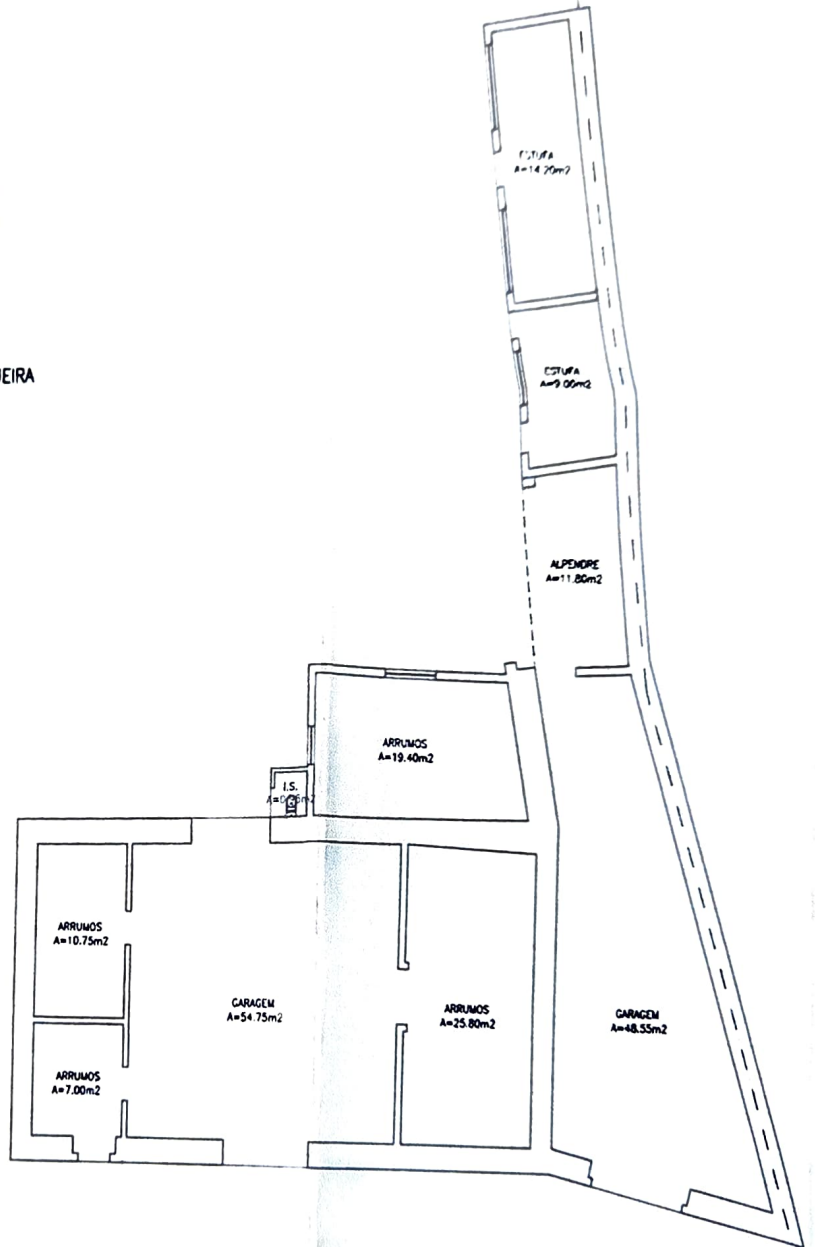 ESTUFA
A=14.20m2
EIRA
ESTUFA
A=9.00m2
ALPENDRE
A=11.80m2
ARRUMOS
A=19.40m2
I.S.
ARRUMOS
A=10.75m2
GARAGEM
A=54.75m2
ARRUMOS
A=25.80m2
GARAGEM
A=48.55m2
ARRUMOS
A=7.00m2